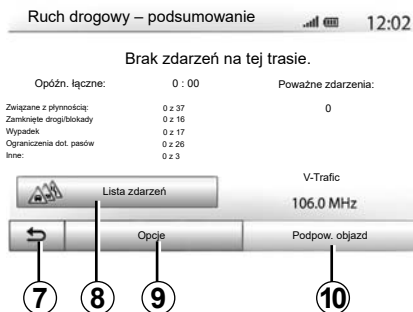 Ruch drogowy – podsumowanie 12:02
Brak zdarzeń na tej trasie.
Opóźn. łączne: 0 : 00 Poważne zdarzenia:
Związane z płynnością: 0 z 37 0
Zamknięte drogi/blokady 0 z 16
Wypadek 0 z 17
Ograniczenia dot. pasów 0 z 26
Inne: 0 z 3
V-Trafic
Lista zdarzeń
106.0 MHz
Opcje Podpow. objazd
7 8 9 10